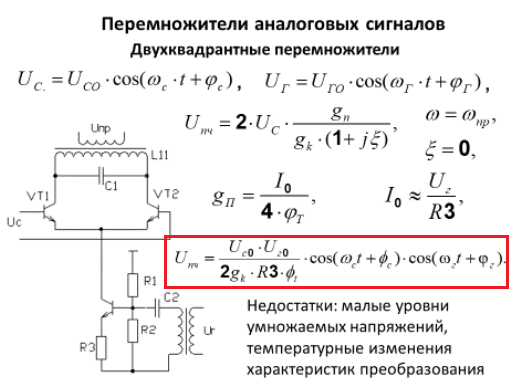 Перемножители аналоговых сигналов
Двухквадрантные перемножители
U_C. = U_CO · cos(ω_c · t + φ_c) , U_Г = U_ГО · cos(ω_Г · t + φ_Г) ,
U_пч = 2 · U_C · g_п / (g_k · (1 + jξ)) , ω = ω_пр,
ξ = 0,
g_П = I_0 / (4 · φ_T) , I_0 ≈ U_г / R3 ,
U_пч = (U_c0 · U_г0) / (2g_k · R3 · ϕ_t) · cos(ω_c t + ϕ_c) · cos(ω_г t + φ_г).
Uпр
L11
C1
VT1
VT2
Uc
R1
C2
R2
Uг
R3
Недостатки: малые уровни
умножаемых напряжений,
температурные изменения
характеристик преобразования